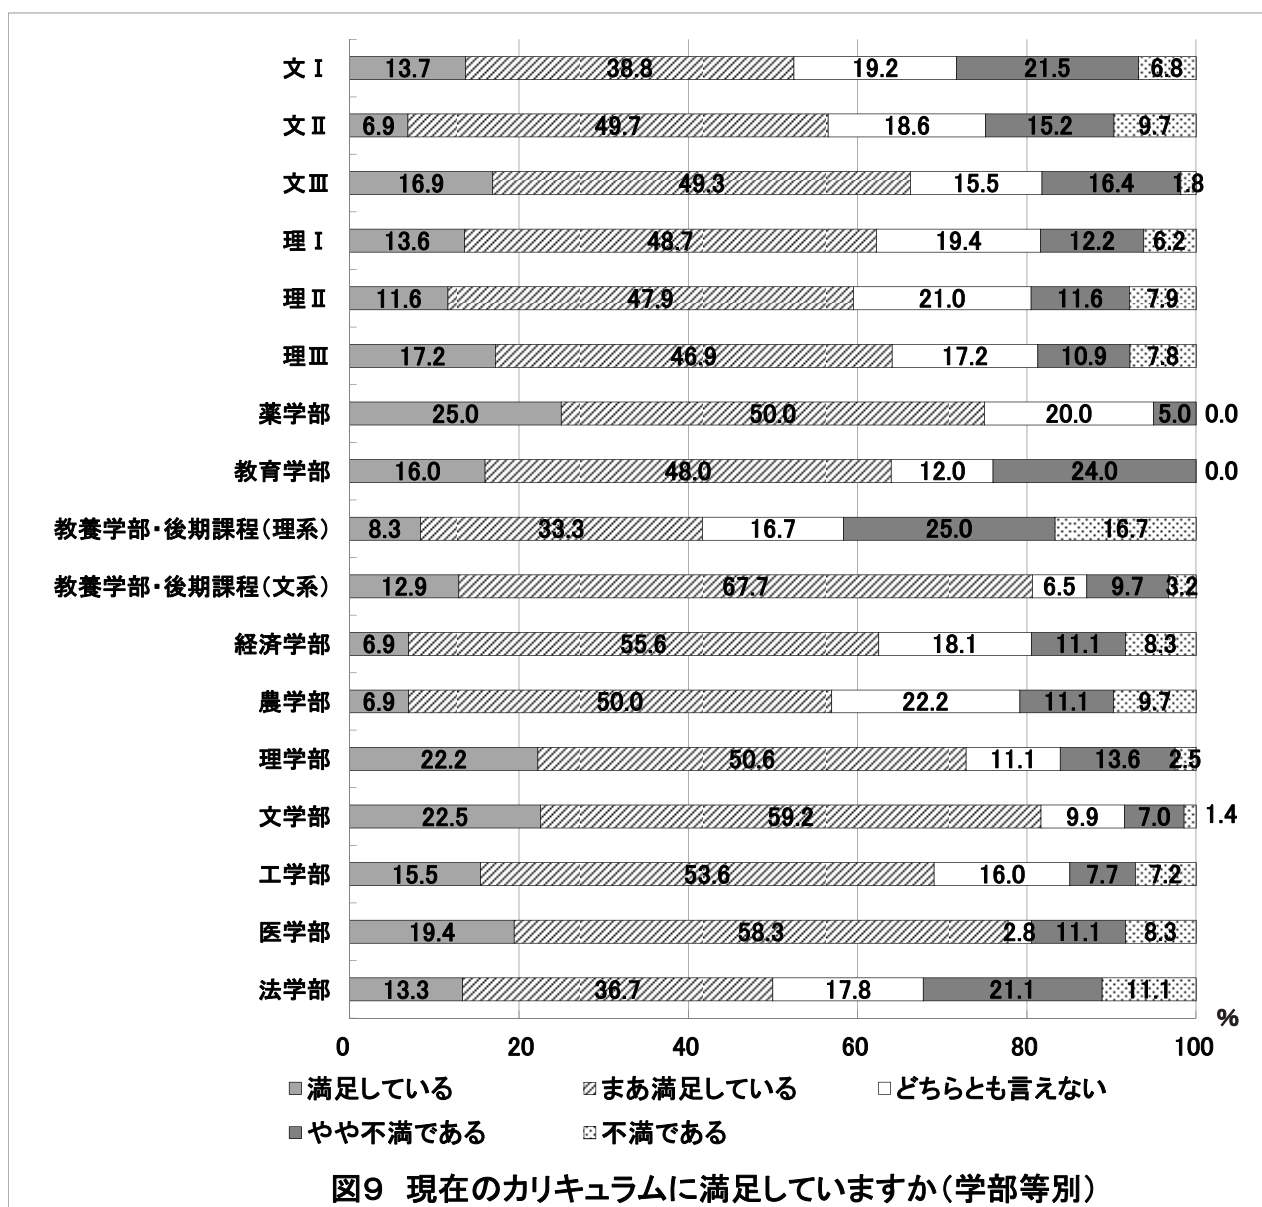 文Ⅰ 13.7 38.8 19.2 21.5 6.8
文Ⅱ 6.9 49.7 18.6 15.2 9.7
文Ⅲ 16.9 49.3 15.5 16.4 1.8
理Ⅰ 13.6 48.7 19.4 12.2 6.2
理Ⅱ 11.6 47.9 21.0 11.6 7.9
理Ⅲ 17.2 46.9 17.2 10.9 7.8
薬学部 25.0 50.0 20.0 5.0 0.0
教育学部 16.0 48.0 12.0 24.0 0.0
教養学部・後期課程(理系) 8.3 33.3 16.7 25.0 16.7
教養学部・後期課程(文系) 12.9 67.7 6.5 9.7 3.2
経済学部 6.9 55.6 18.1 11.1 8.3
農学部 6.9 50.0 22.2 11.1 9.7
理学部 22.2 50.6 11.1 13.6 2.5
文学部 22.5 59.2 9.9 7.0 1.4
工学部 15.5 53.6 16.0 7.7 7.2
医学部 19.4 58.3 2.8 11.1 8.3
法学部 13.3 36.7 17.8 21.1 11.1
%
0 20 40 60 80 100
満足している まあ満足している どちらとも言えない
やや不満である 不満である
図9 現在のカリキュラムに満足していますか(学部等別)